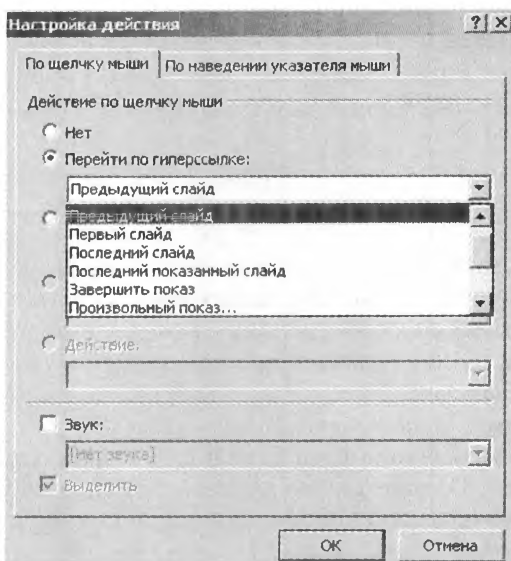 Настройка действия
По щелчку мыши По наведении указателя мыши
Действие по щелчку мыши
Нет
Перейти по гиперссылке:
Предыдущий слайд
Предыдущий слайд
Первый слайд
Последний слайд
Последний показанный слайд
Завершить показ
Произвольный показ...
Действие:
Звук:
[Нет звука]
Выделить
ОК Отмена